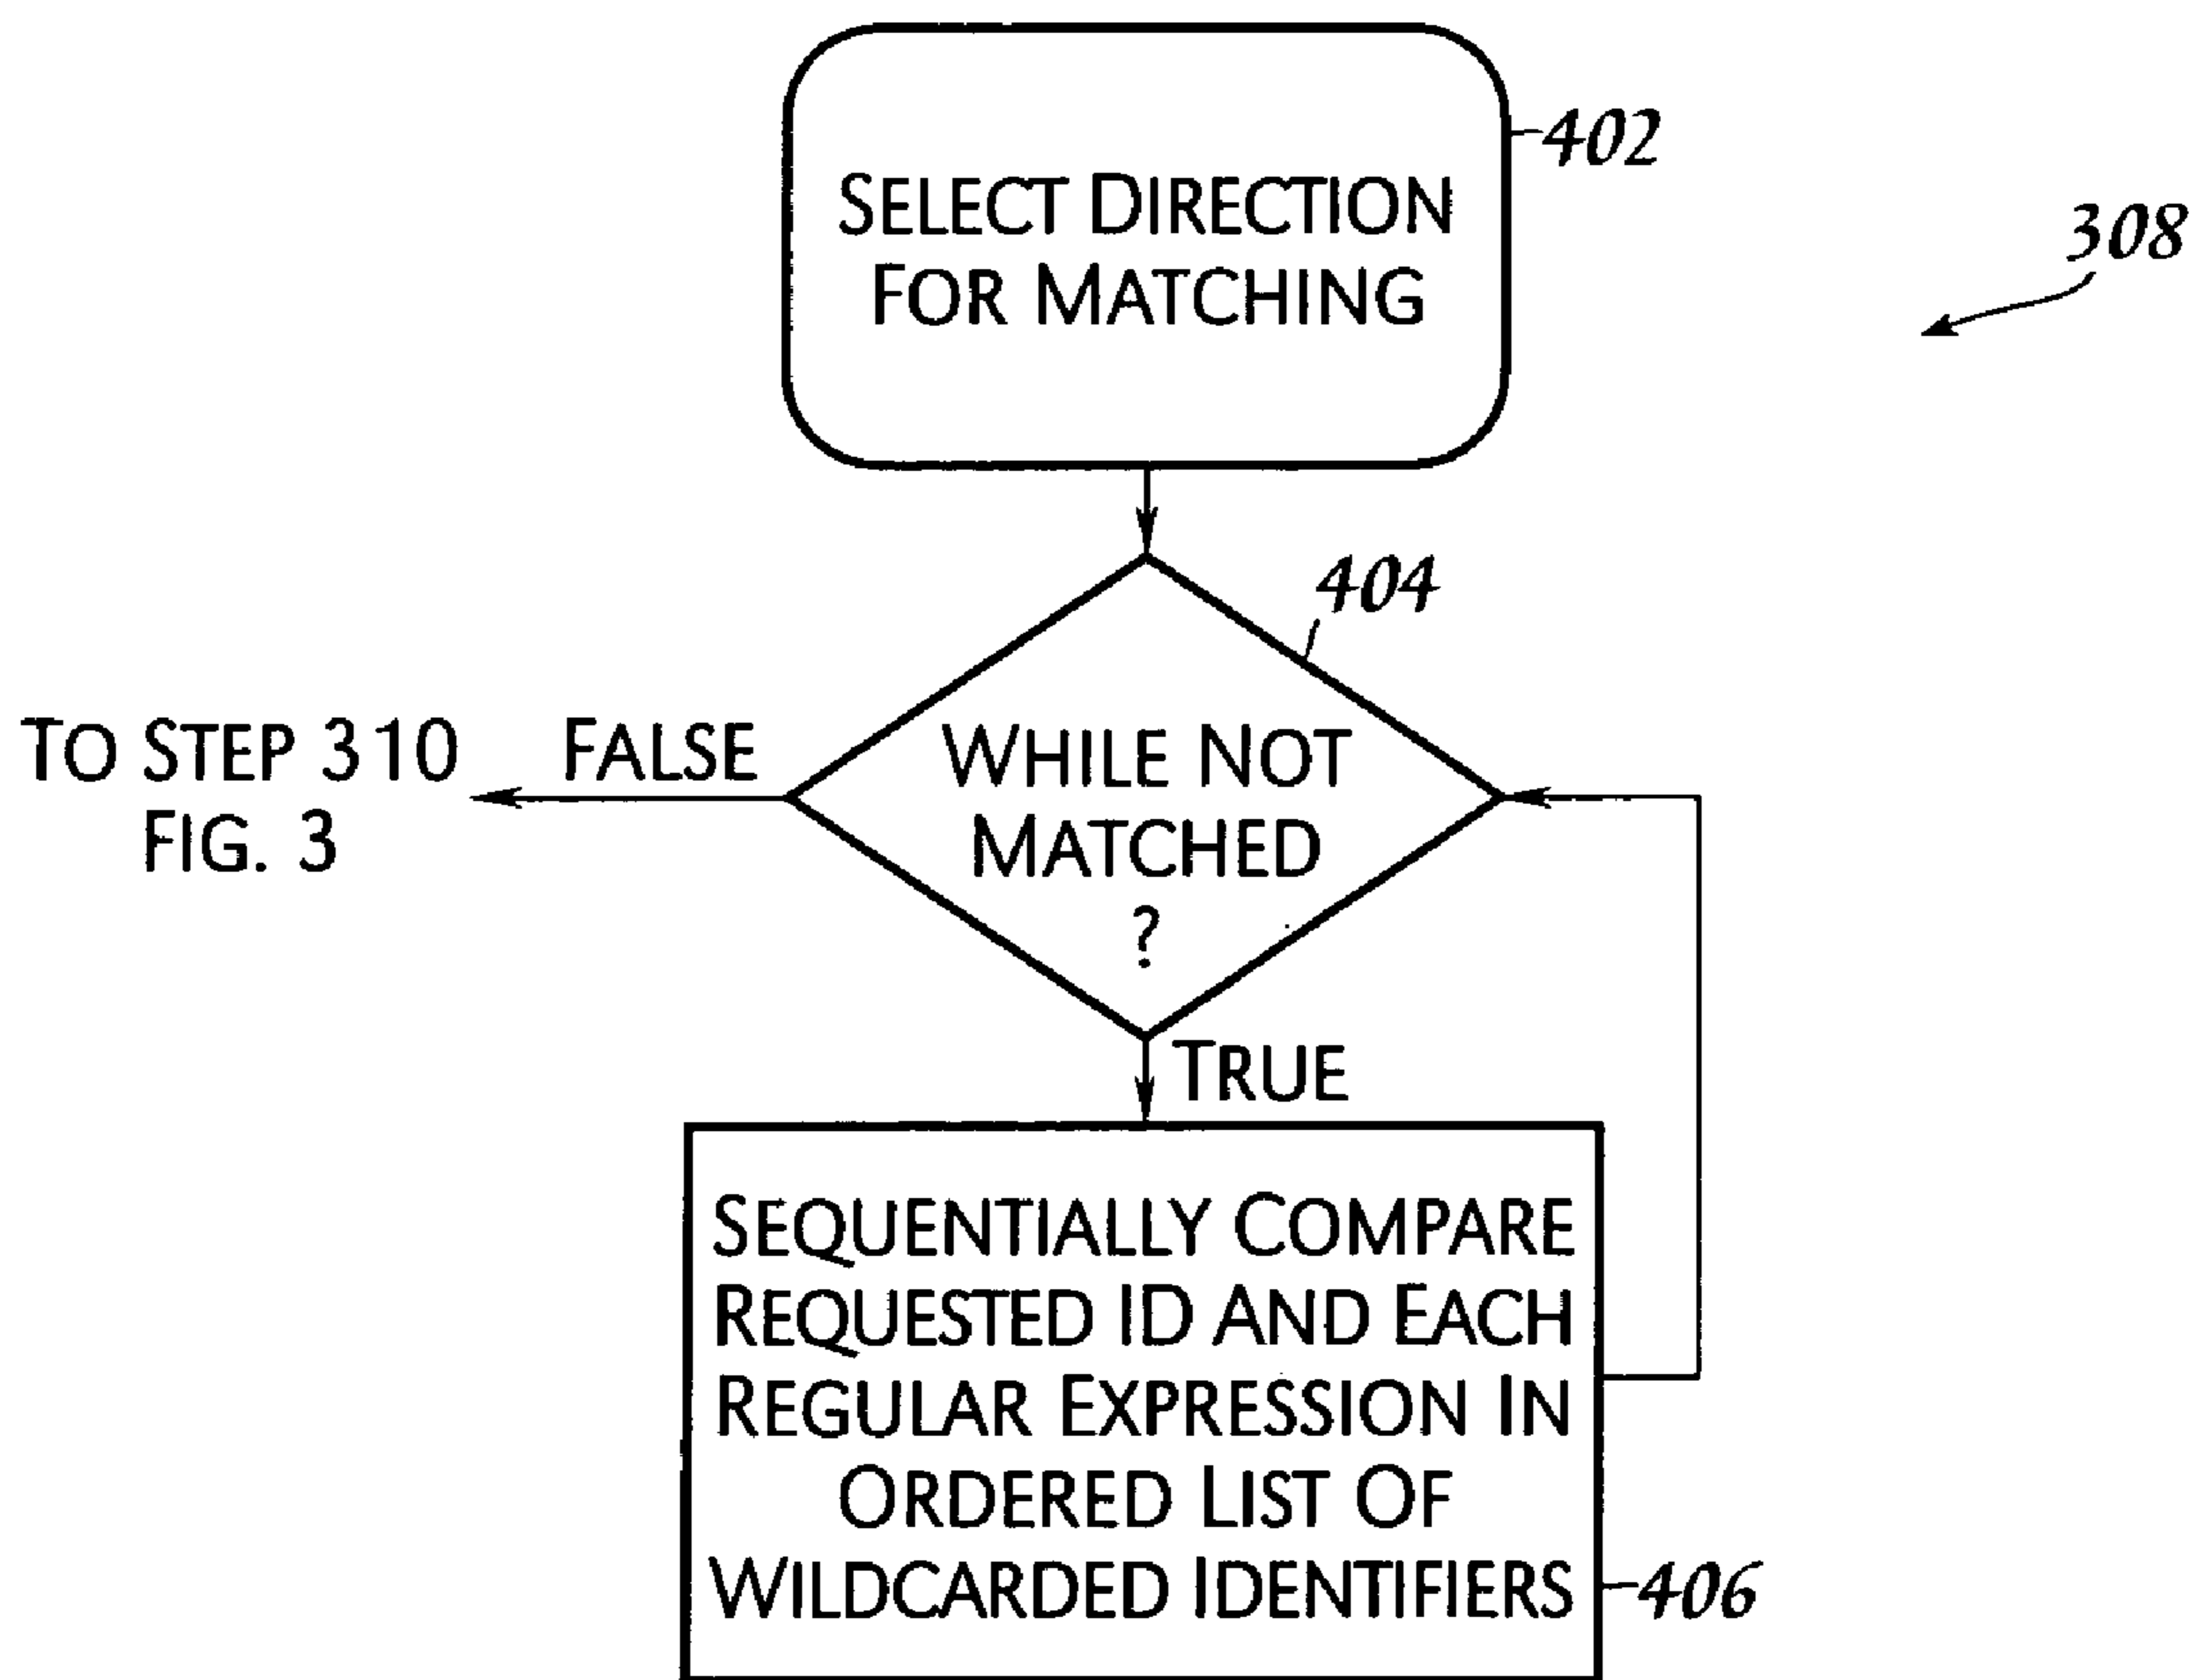 SELECT DIRECTION
FOR MATCHING
402
308
404
WHILE NOT
MATCHED
?
FALSE
TO STEP 310
FIG. 3
TRUE
SEQUENTIALLY COMPARE
REQUESTED ID AND EACH
REGULAR EXPRESSION IN
ORDERED LIST OF
WILDCARDED IDENTIFIERS
406